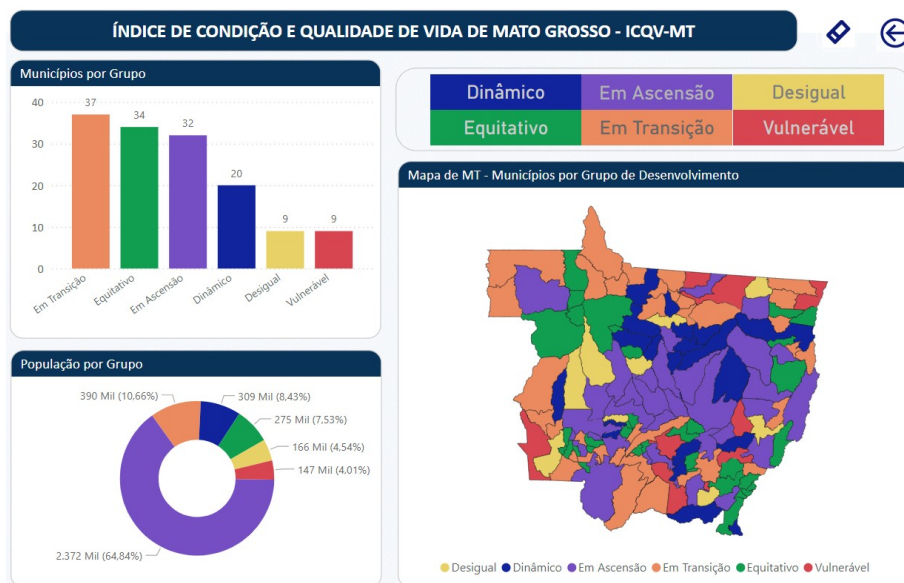 ÍNDICE DE CONDIÇÃO E QUALIDADE DE VIDA DE MATO GROSSO - ICQV-MT
Municípios por Grupo
40
30
20
10
0
37
34
32
20
9
9
Em Transição
Equitativo
Em Ascensão
Dinâmico
Desigual
Vulnerável
Dinâmico
Em Ascensão
Desigual
Equitativo
Em Transição
Vulnerável
Mapa de MT - Municípios por Grupo de Desenvolvimento
Desigual
Dinâmico
Em Ascensão
Em Transição
Equitativo
Vulnerável
População por Grupo
390 Mil (10,66%)
309 Mil (8,43%)
275 Mil (7,53%)
166 Mil (4,54%)
147 Mil (4,01%)
2.372 Mil (64,84%)